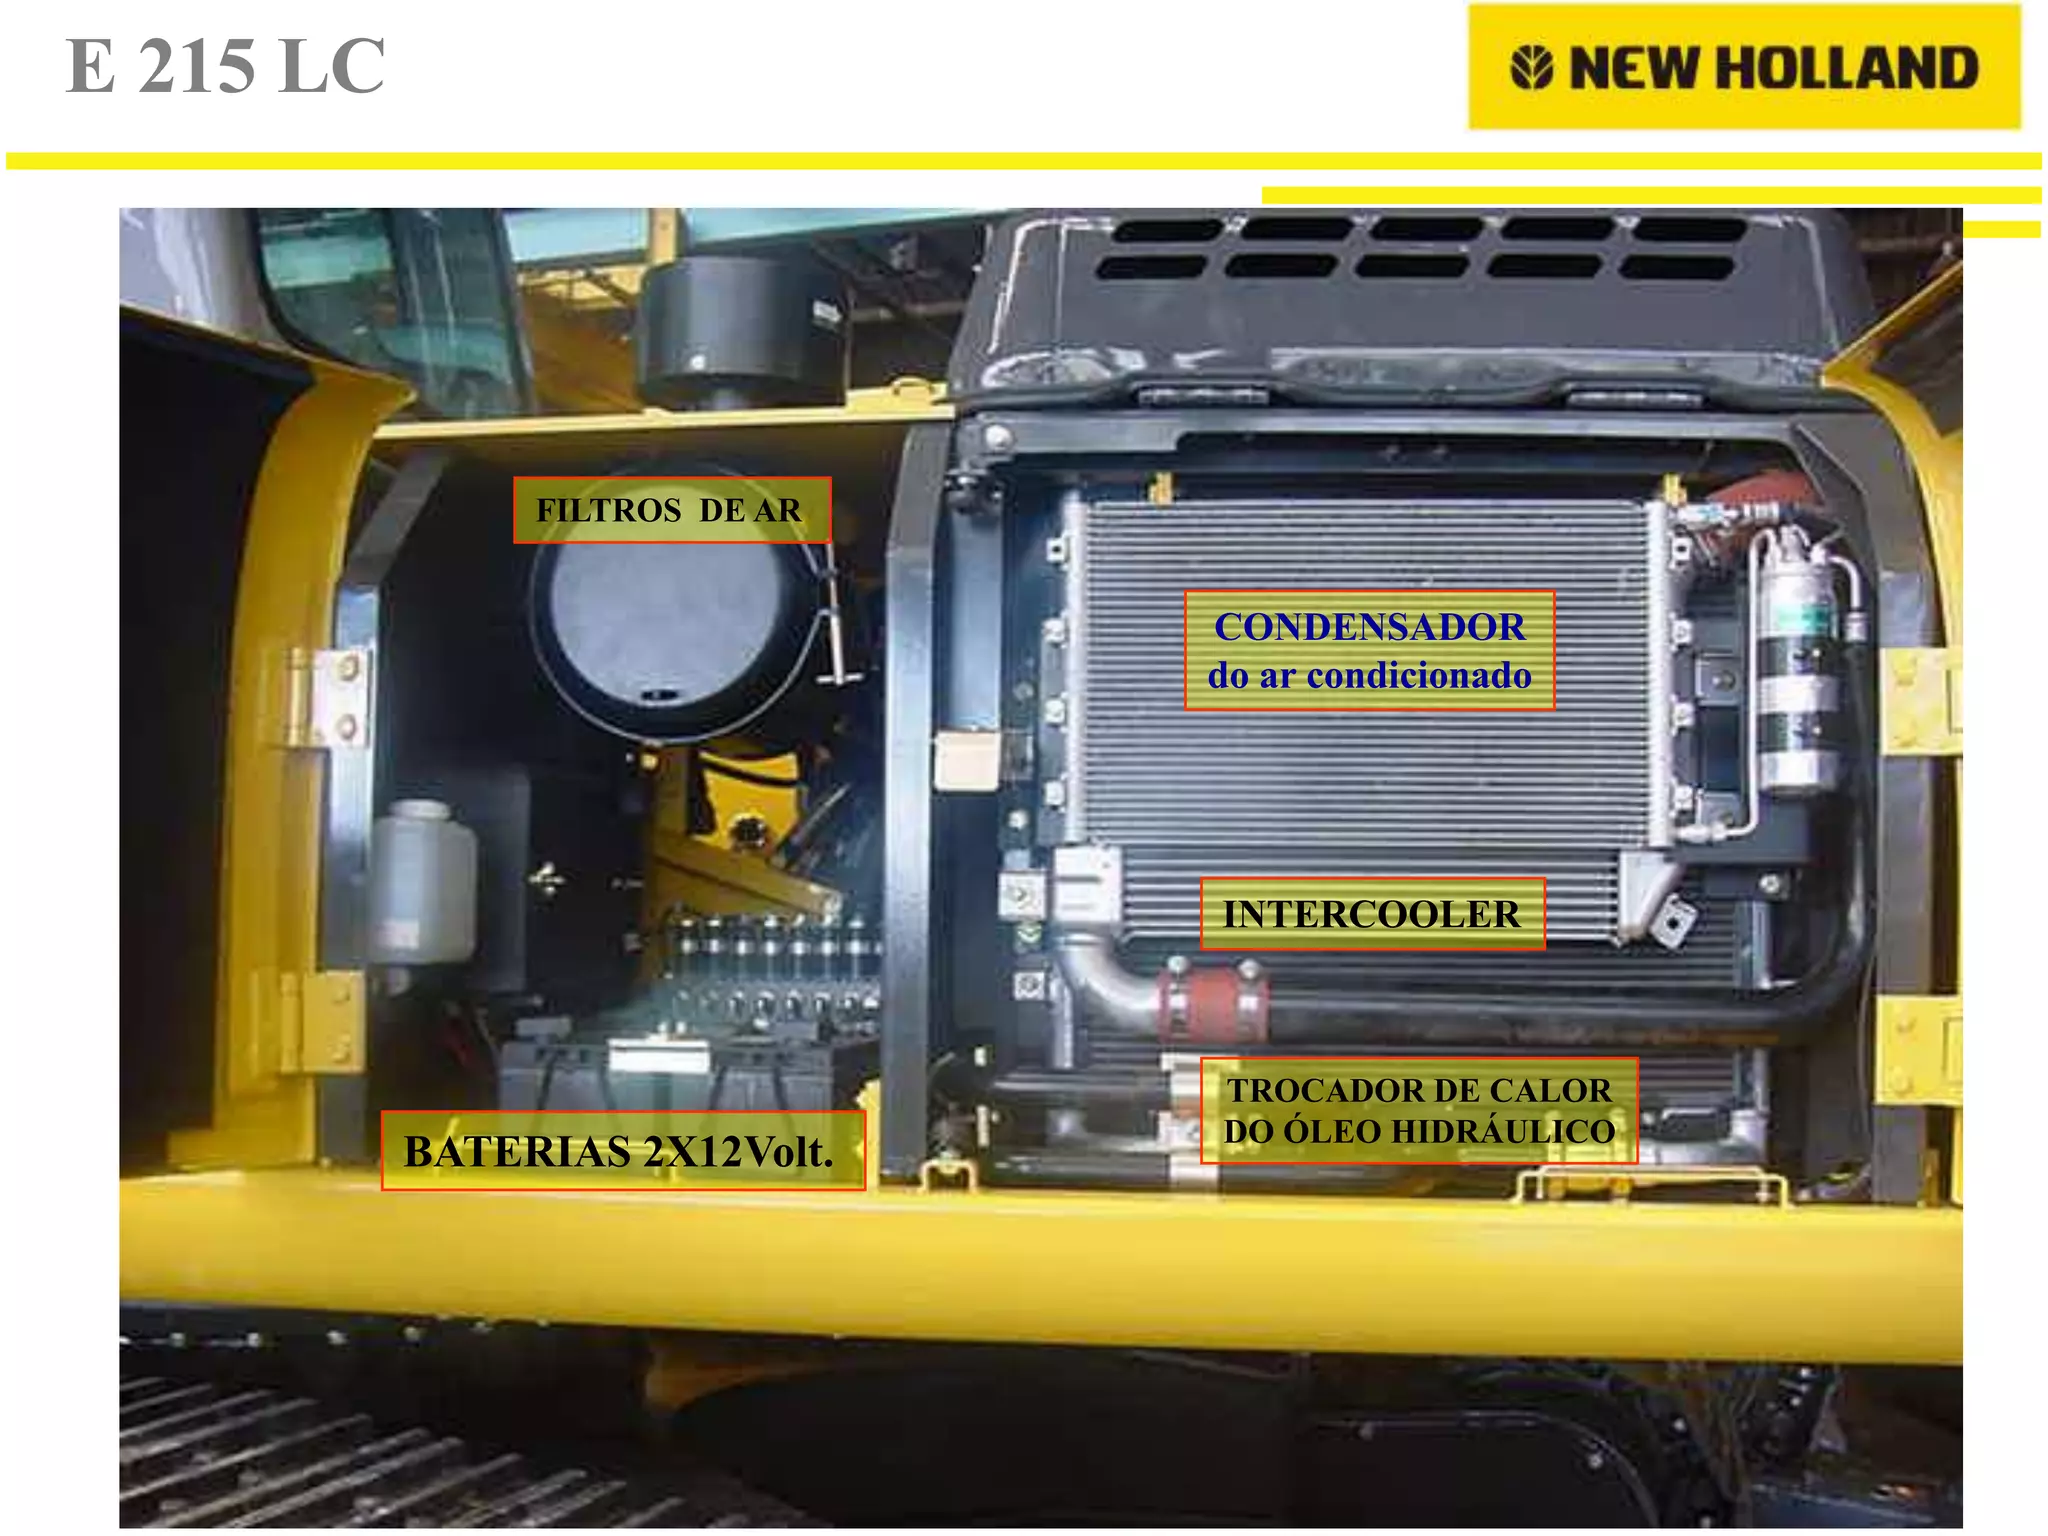 E 215 LC
NEW HOLLAND
FILTROS DE AR
CONDENSADOR
do ar condicionado
INTERCOOLER
TROCADOR DE CALOR
DO ÓLEO HIDRÁULICO
BATERIAS 2X12Volt.